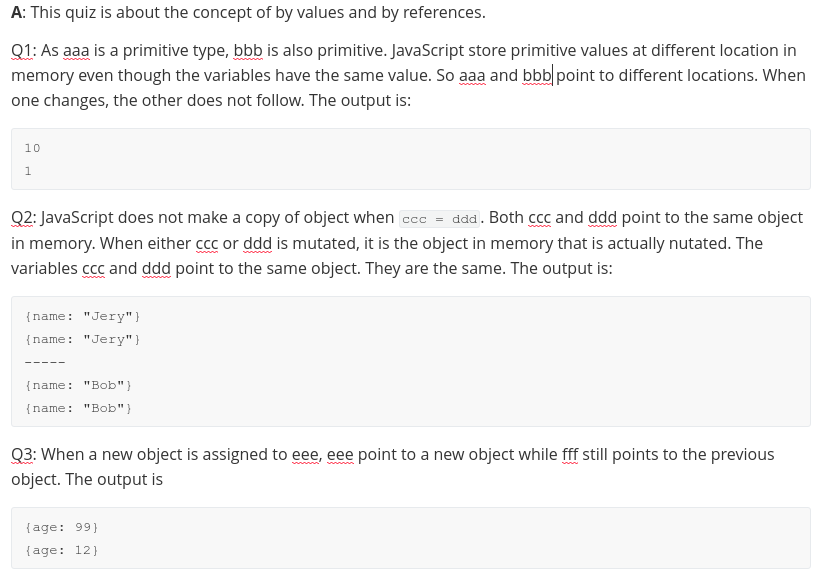 A: This quiz is about the concept of by values and by references.
Q1: As aaa is a primitive type, bbb is also primitive. JavaScript store primitive values at different location in
memory even though the variables have the same value. So aaa and bbb point to different locations. When
one changes, the other does not follow. The output is:
10
1
Q2: JavaScript does not make a copy of object when ccc = ddd. Both ccc and ddd point to the same object
in memory. When either ccc or ddd is mutated, it is the object in memory that is actually nutated. The
variables ccc and ddd point to the same object. They are the same. The output is:
{name: "Jery"}
{name: "Jery"}
-----
{name: "Bob"}
{name: "Bob"}
Q3: When a new object is assigned to eee, eee point to a new object while fff still points to the previous
object. The output is
{age: 99}
{age: 12}